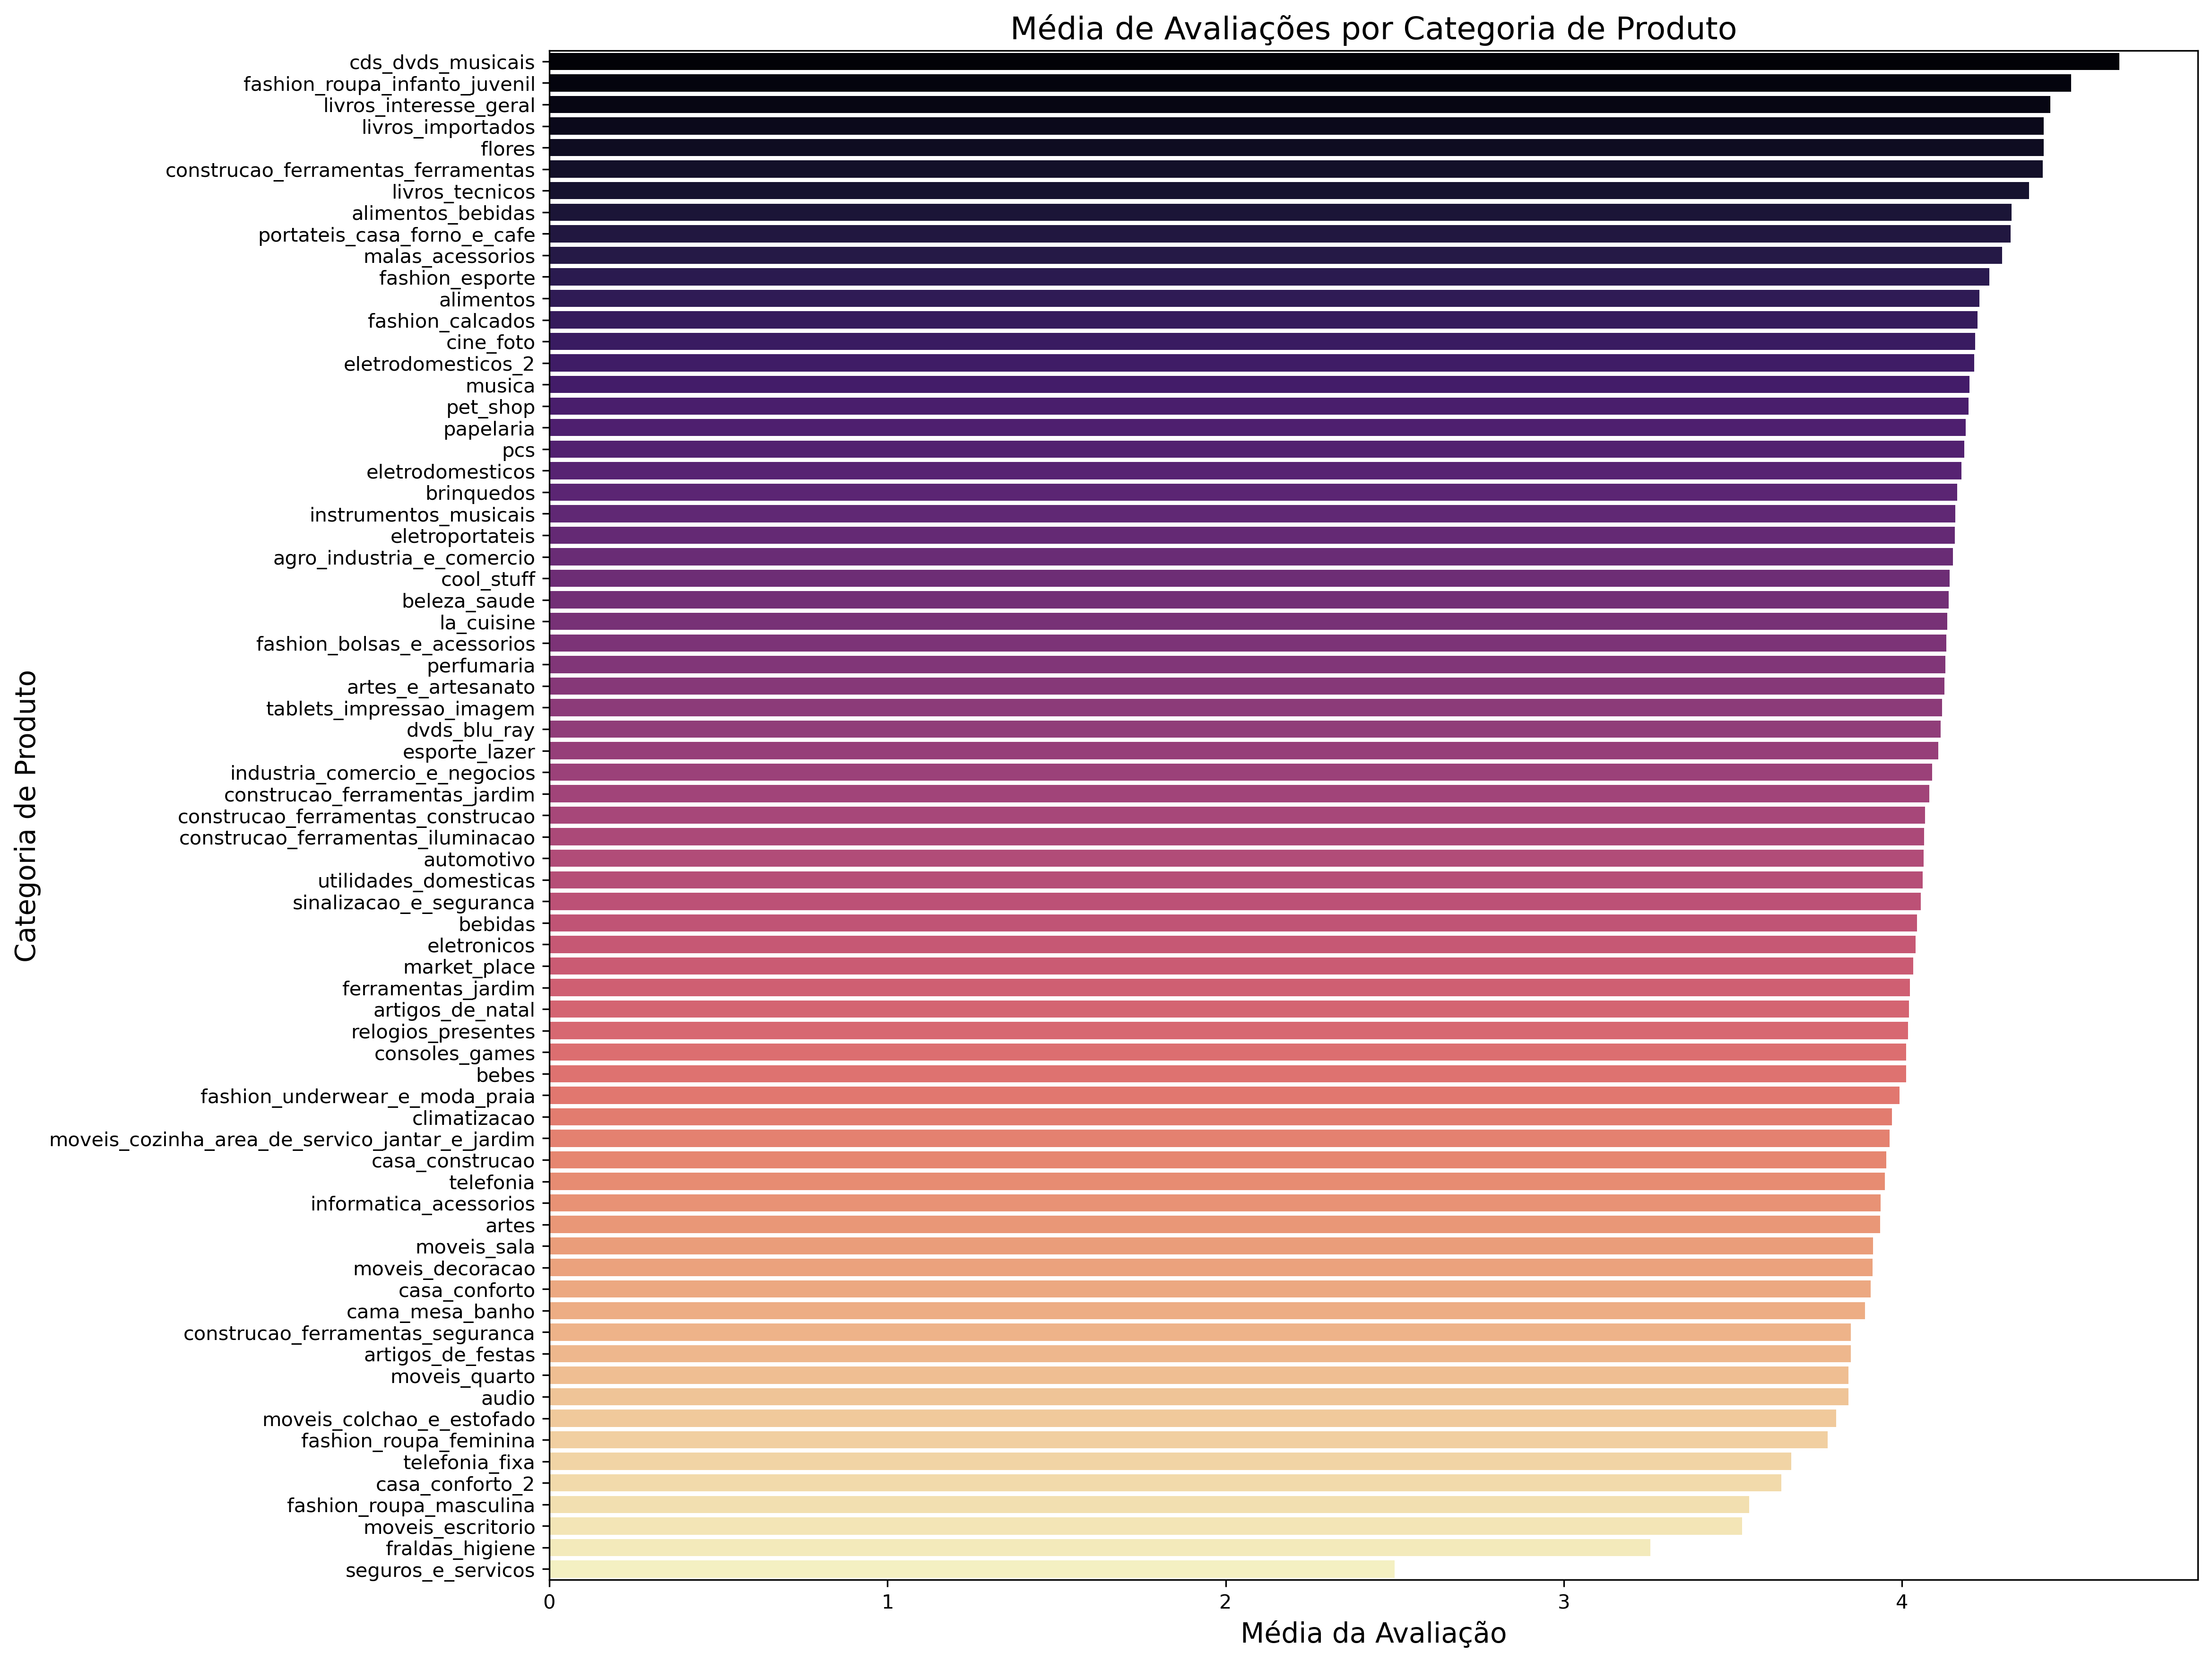 Média de Avaliações por Categoria de Produto
cds_dvds_musicais
fashion_roupa_infanto_juvenil
livros_interesse_geral
livros_importados
flores
construcao_ferramentas_ferramentas
livros_tecnicos
alimentos_bebidas
portateis_casa_forno_e_cafe
malas_acessorios
fashion_esporte
alimentos
fashion_calcados
cine_foto
eletrodomesticos_2
musica
pet_shop
papelaria
pcs
eletrodomesticos
brinquedos
instrumentos_musicais
eletroportateis
agro_industria_e_comercio
cool_stuff
beleza_saude
la_cuisine
fashion_bolsas_e_acessorios
perfumaria
artes_e_artesanato
tablets_impressao_imagem
dvds_blu_ray
esporte_lazer
industria_comercio_e_negocios
construcao_ferramentas_jardim
construcao_ferramentas_construcao
construcao_ferramentas_iluminacao
automotivo
utilidades_domesticas
sinalizacao_e_seguranca
bebidas
eletronicos
market_place
ferramentas_jardim
artigos_de_natal
relogios_presentes
consoles_games
bebes
fashion_underwear_e_moda_praia
climatizacao
moveis_cozinha_area_de_servico_jantar_e_jardim
casa_construcao
telefonia
informatica_acessorios
artes
moveis_sala
moveis_decoracao
casa_conforto
cama_mesa_banho
construcao_ferramentas_seguranca
artigos_de_festas
moveis_quarto
audio
moveis_colchao_e_estofado
fashion_roupa_feminina
telefonia_fixa
casa_conforto_2
fashion_roupa_masculina
moveis_escritorio
fraldas_higiene
seguros_e_servicos
Categoria de Produto
0 1 2 3 4
Média da Avaliação